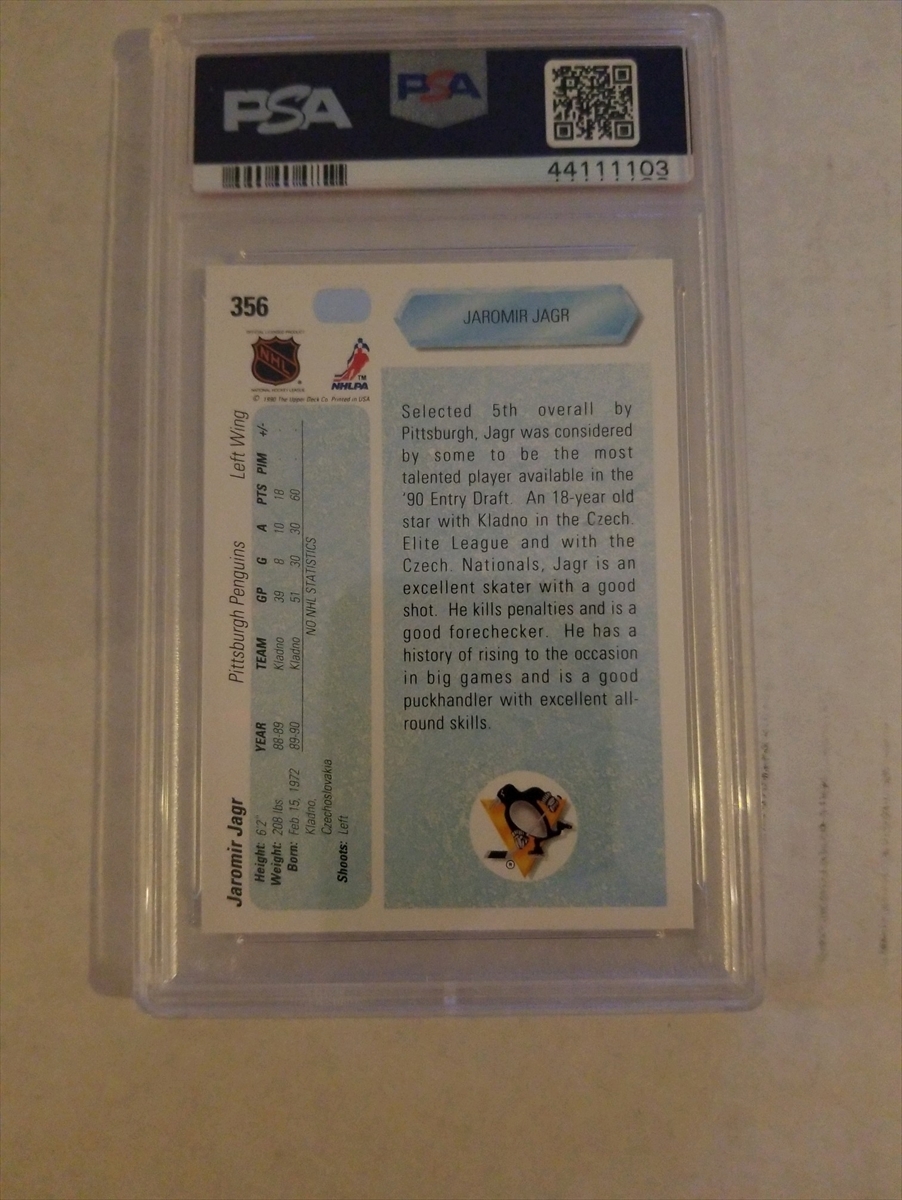 PSA
PSA
44111103
356
JAROMIR JAGR
NHL
NHLPA
TM
© 1990 The Upper Deck Co. Printed in USA
Selected 5th overall by
Pittsburgh, Jagr was considered
by some to be the most
talented player available in the
'90 Entry Draft. An 18-year old
star with Kladno in the Czech.
Elite League and with the
Czech. Nationals, Jagr is an
excellent skater with a good
shot. He kills penalties and is a
good forechecker. He has a
history of rising to the occasion
in big games and is a good
puckhandler with excellent all-
round skills.
Jaromir Jagr Pittsburgh Penguins Left Wing
Height: 6'2"
Weight: 208 lbs.
Born: Feb. 15, 1972
Kladno,
Czechoslovakia
Shoots: Left
YEAR TEAM GP G A PTS PIM +/-
88-89 Kladno 39 8 10 18 - -
89-90 Kladno 51 30 30 60 - -
NO NHL STATISTICS